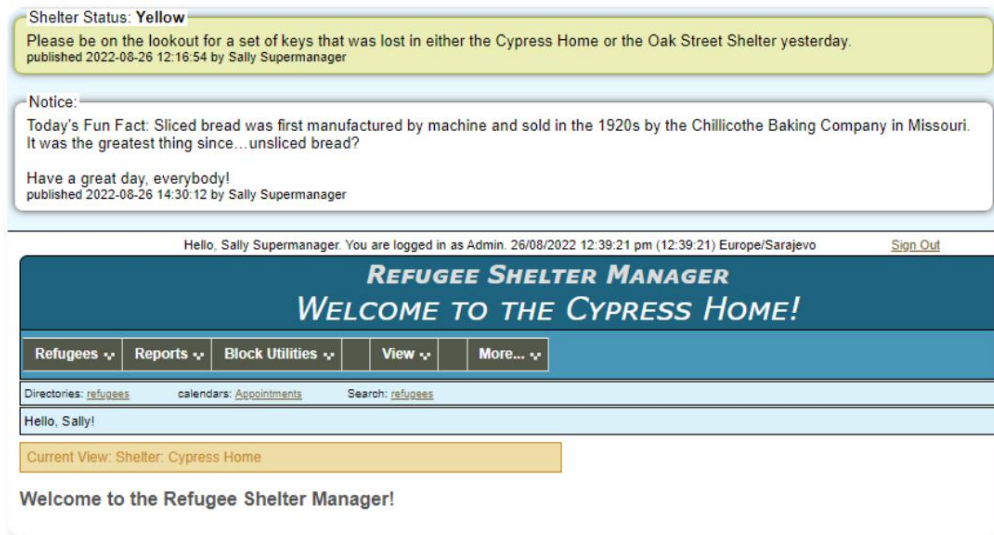 Shelter Status: Yellow
Please be on the lookout for a set of keys that was lost in either the Cypress Home or the Oak Street Shelter yesterday.
published 2022-08-26 12:16:54 by Sally Supermanager
Notice:
Today's Fun Fact: Sliced bread was first manufactured by machine and sold in the 1920s by the Chillicothe Baking Company in Missouri.
It was the greatest thing since…unsliced bread?
Have a great day, everybody!
published 2022-08-26 14:30:12 by Sally Supermanager
Hello, Sally Supermanager. You are logged in as Admin. 26/08/2022 12:39:21 pm (12:39:21) Europe/Sarajevo Sign Out
REFUGEE SHELTER MANAGER
WELCOME TO THE CYPRESS HOME!
Refugees Reports Block Utilities View More...
Directories: refugees calendars: Appointments Search: refugees
Hello, Sally!
Current View: Shelter: Cypress Home
Welcome to the Refugee Shelter Manager!